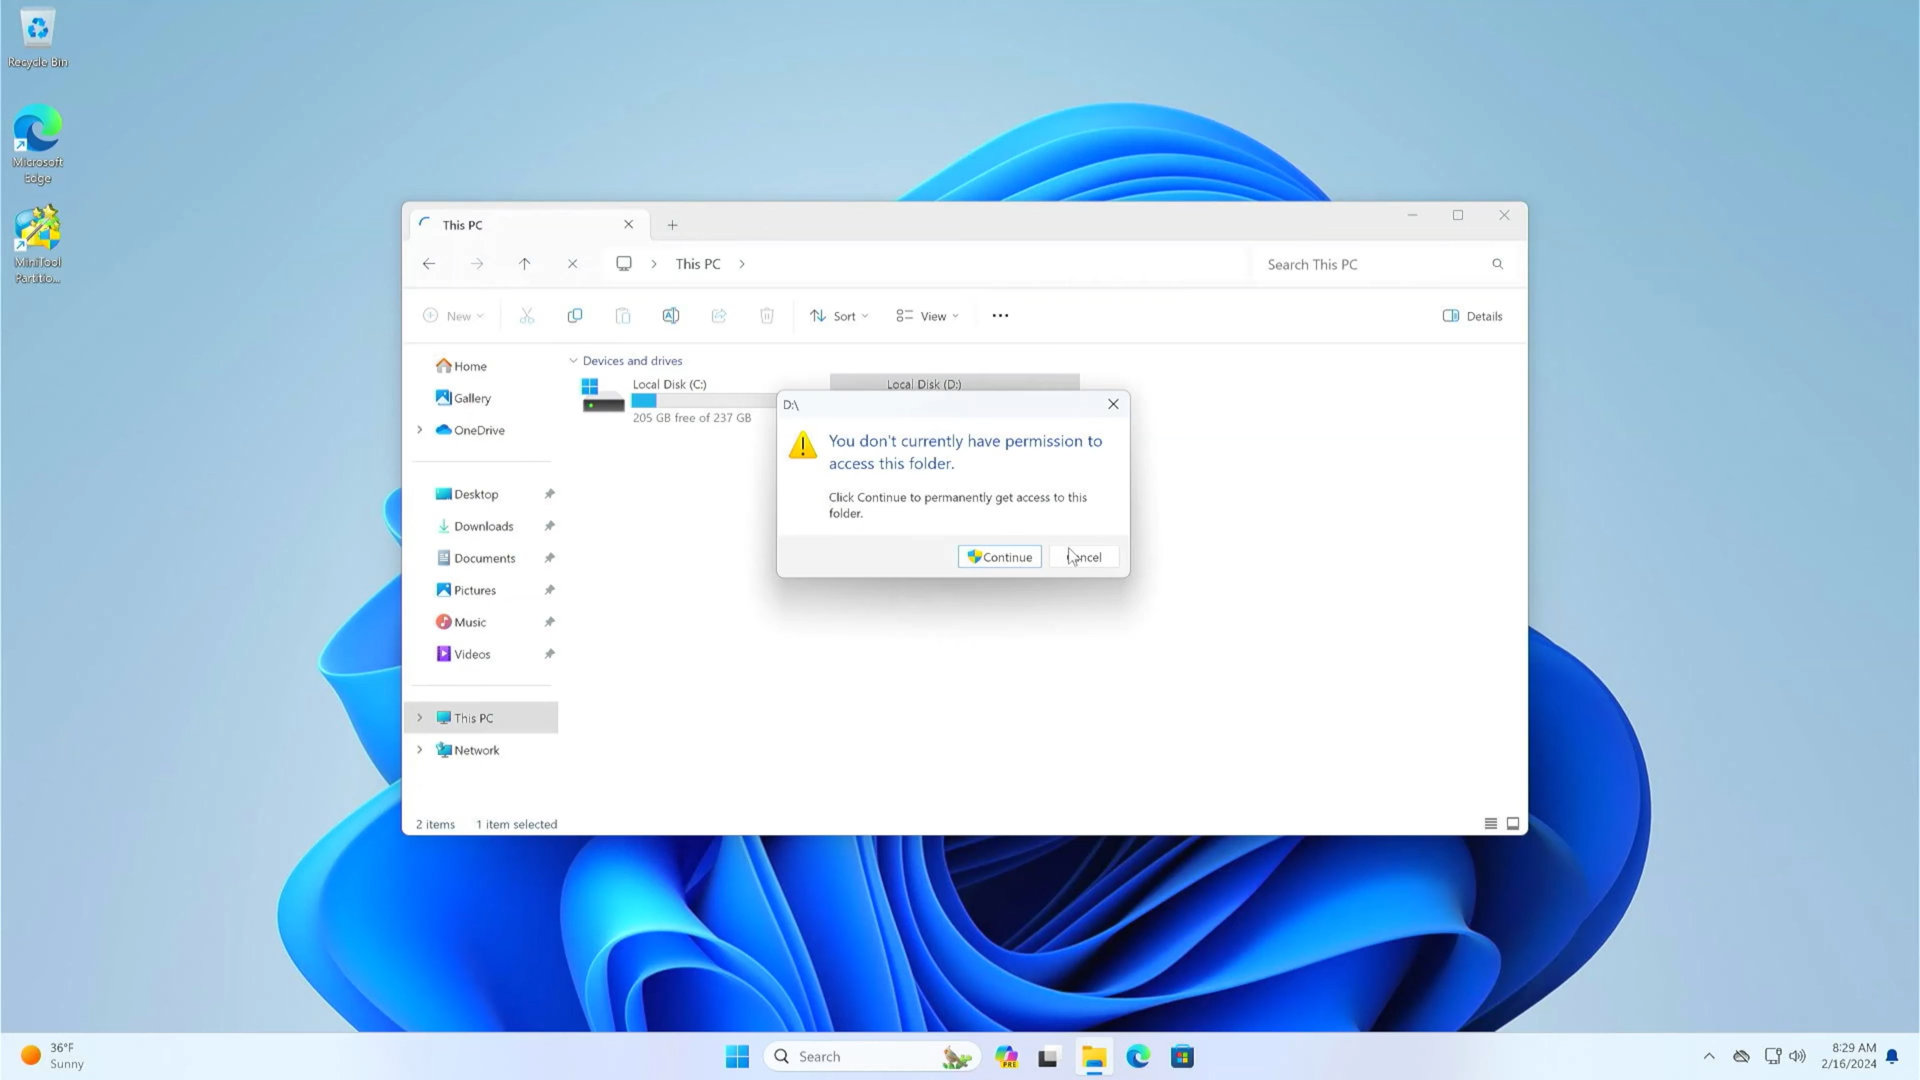 Recycle Bin
Microsoft
Edge
MiniTool
Partitio...
This PC
This PC
Search This PC
New
Sort
View
Details
Home
Gallery
OneDrive
Desktop
Downloads
Documents
Pictures
Music
Videos
This PC
Network
Devices and drives
Local Disk (C:)
205 GB free of 237 GB
Local Disk (D:)
D:\
You don't currently have permission to
access this folder.
Click Continue to permanently get access to this
folder.
Continue
2 items 1 item selected
36°F
Sunny
Search
PRE
8:29 AM
2/16/2024